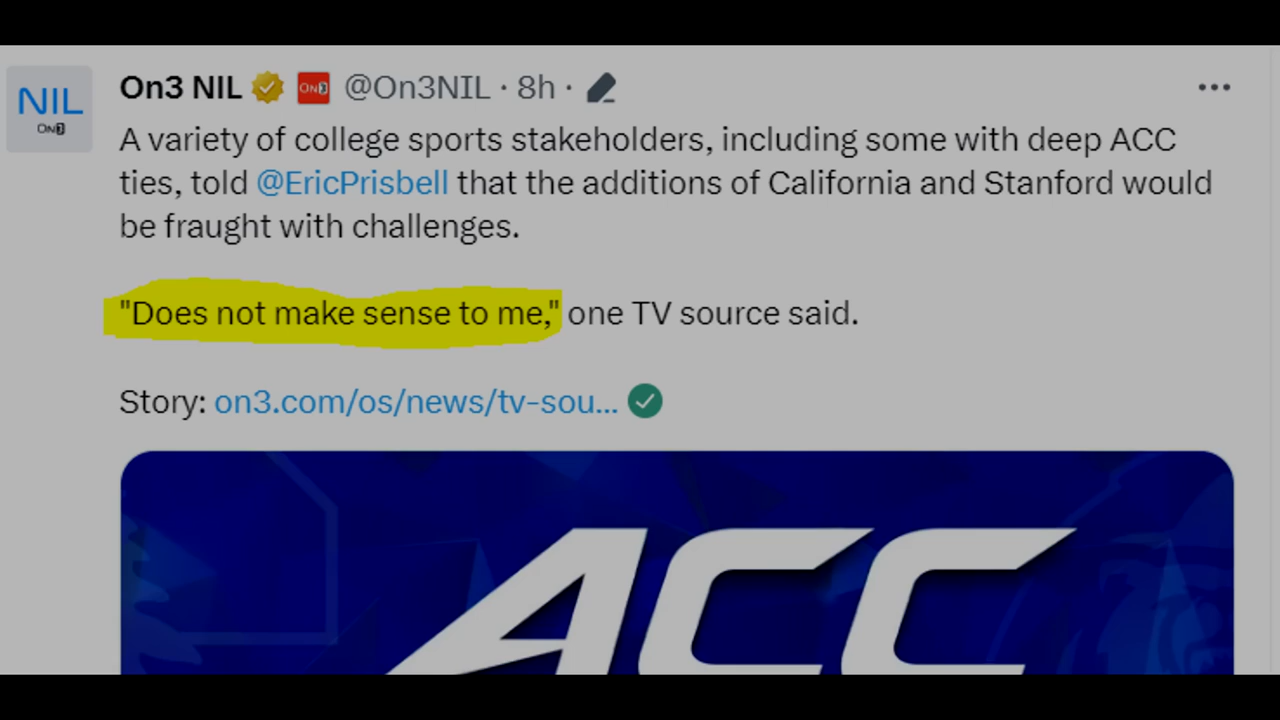 NIL
On3
On3 NIL On3 @On3NIL · 8h ·
A variety of college sports stakeholders, including some with deep ACC
ties, told @EricPrisbell that the additions of California and Stanford would
be fraught with challenges.
"Does not make sense to me," one TV source said.
Story: on3.com/os/news/tv-sou...
ACC